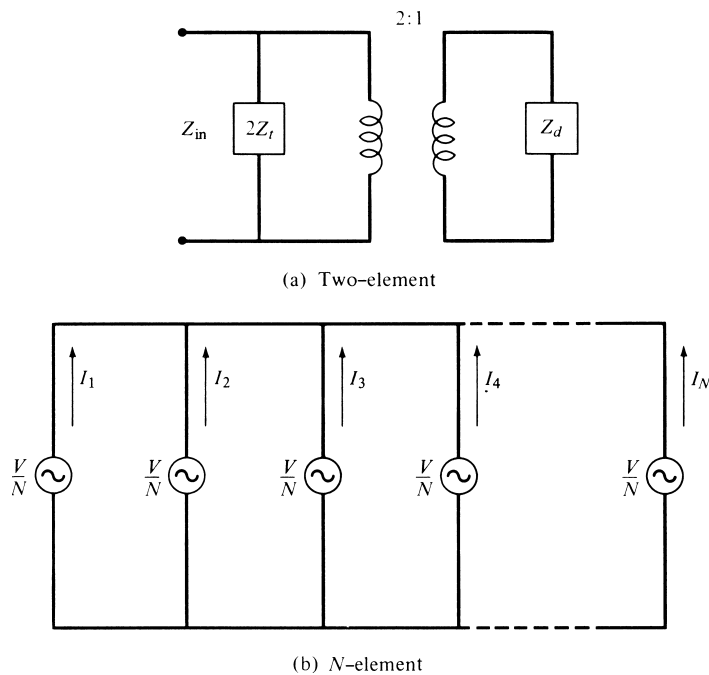 2:1
Z_in
2Z_t
Z_d
(a) Two-element
I_1
I_2
I_3
I_4
I_N
V/N
V/N
V/N
V/N
V/N
(b) N-element